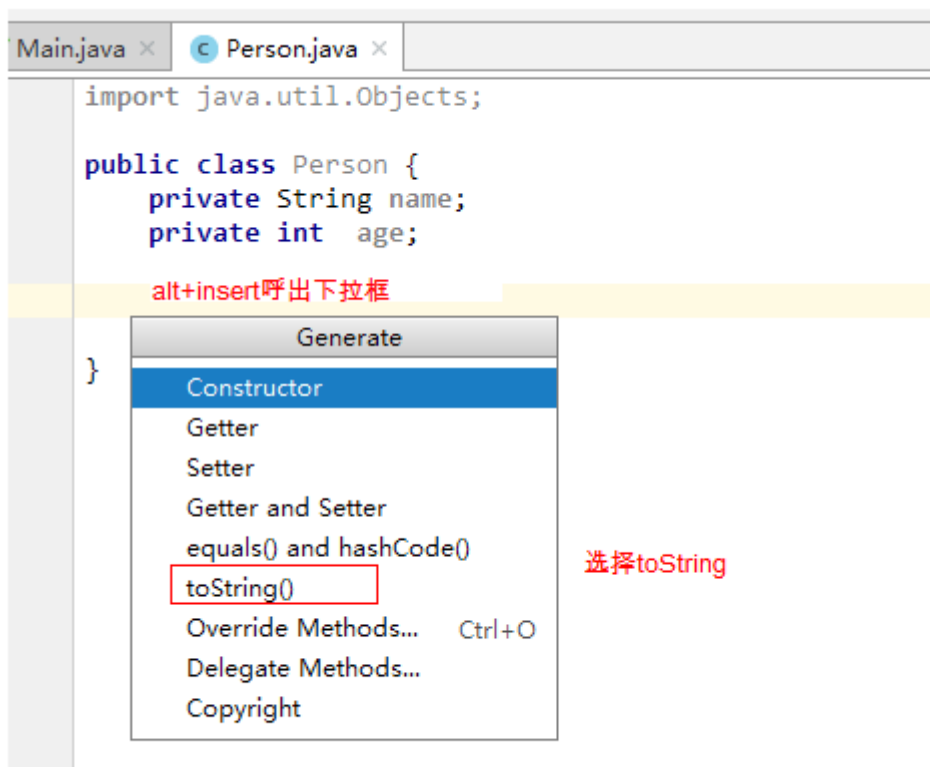 Main.java × C Person.java ×
import java.util.Objects;
public class Person {
private String name;
private int  age;
alt+insert呼出下拉框
Generate
}
Constructor
Getter
Setter
Getter and Setter
equals() and hashCode()
选择toString
toString()
Override Methods... Ctrl+O
Delegate Methods...
Copyright